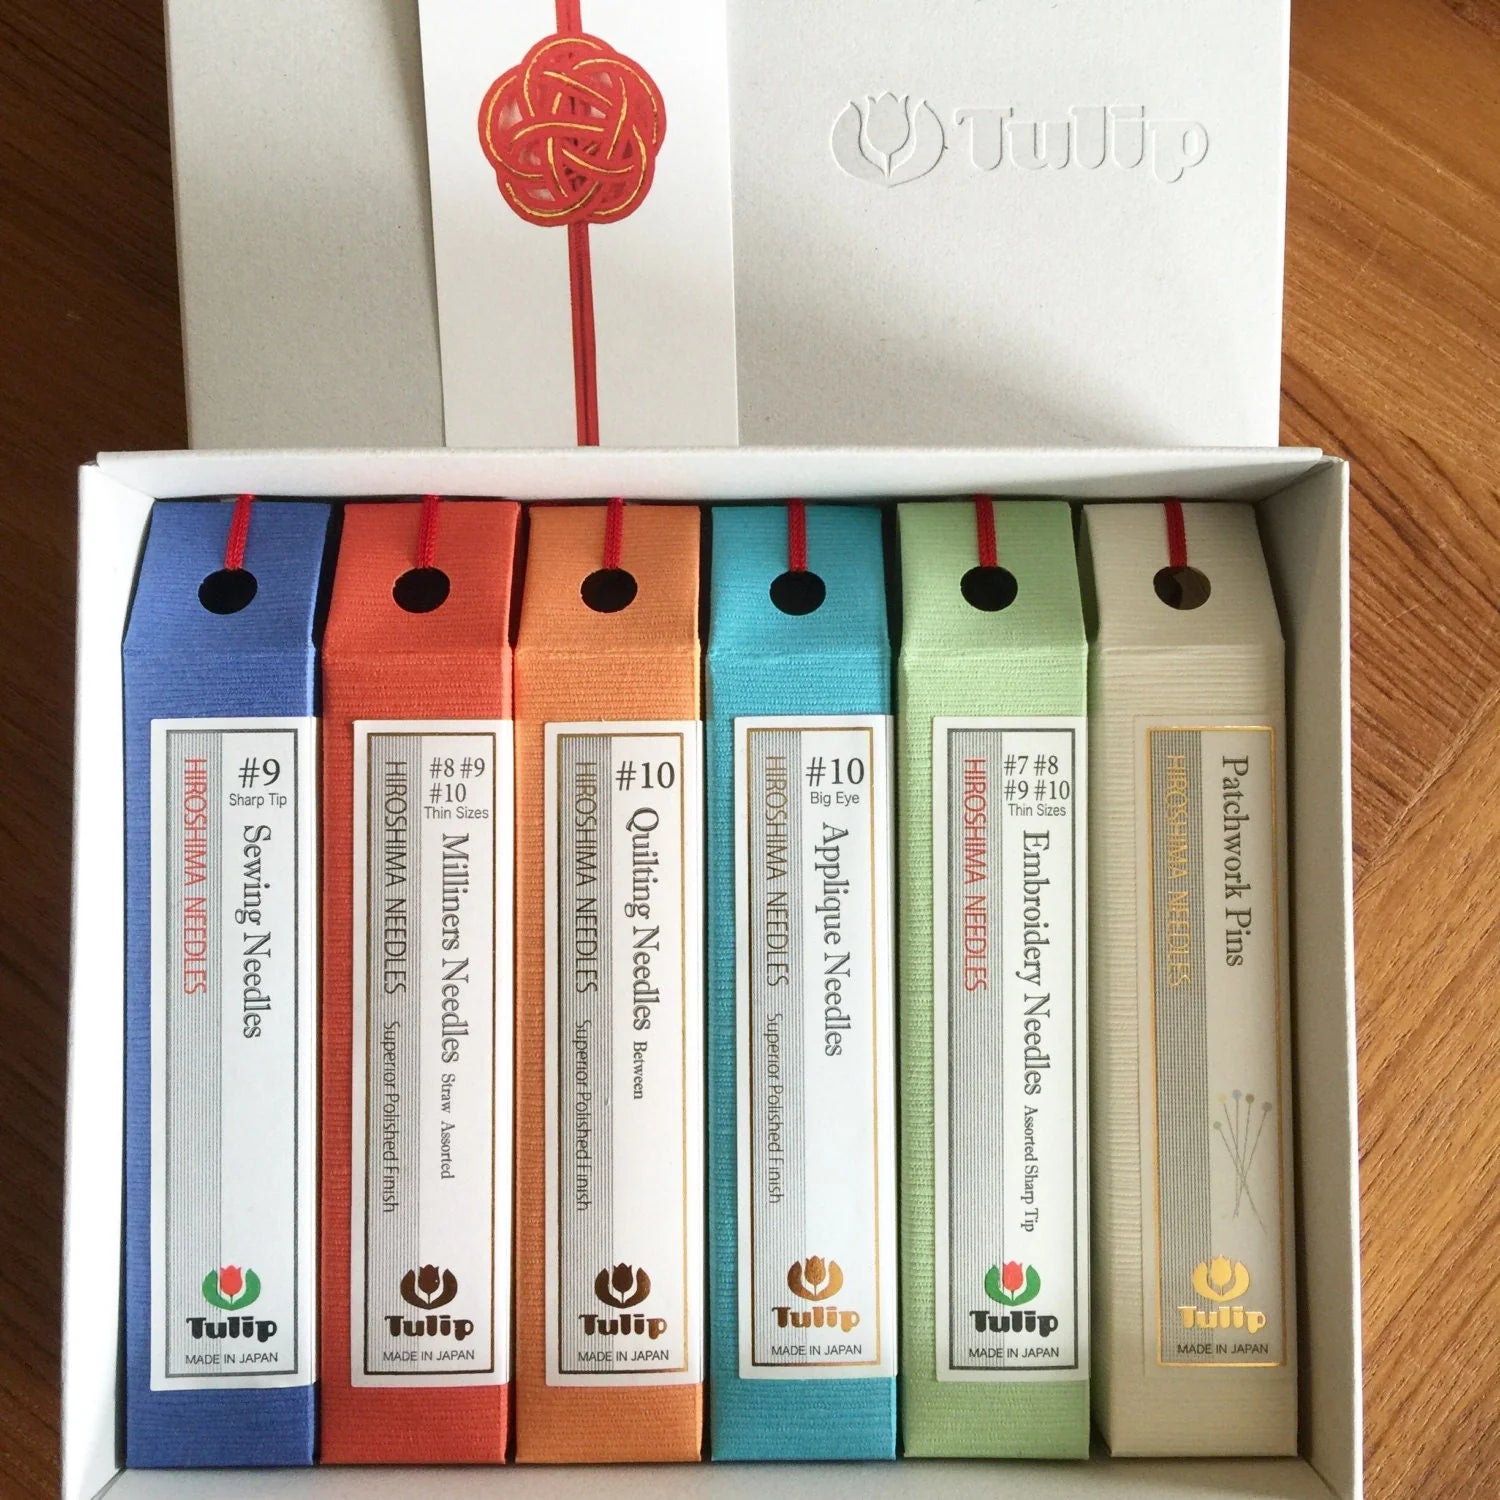 Tulip
#9
Sharp Tip
Sewing Needles
HIROSHIMA NEEDLES
Tulip
MADE IN JAPAN
#8 #9
#10
Thin Sizes
Milliners Needles Straw Assorted
HIROSHIMA NEEDLES Superior Polished Finish
Tulip
MADE IN JAPAN
#10
Quilting Needles Between
HIROSHIMA NEEDLES Superior Polished Finish
Tulip
MADE IN JAPAN
#10
Big Eye
Applique Needles
HIROSHIMA NEEDLES Superior Polished Finish
Tulip
MADE IN JAPAN
#7 #8
#9 #10
Thin Sizes
Embroidery Needles Assorted Sharp Tip
HIROSHIMA NEEDLES
Tulip
MADE IN JAPAN
Patchwork Pins
HIROSHIMA NEEDLES
Tulip
MADE IN JAPAN